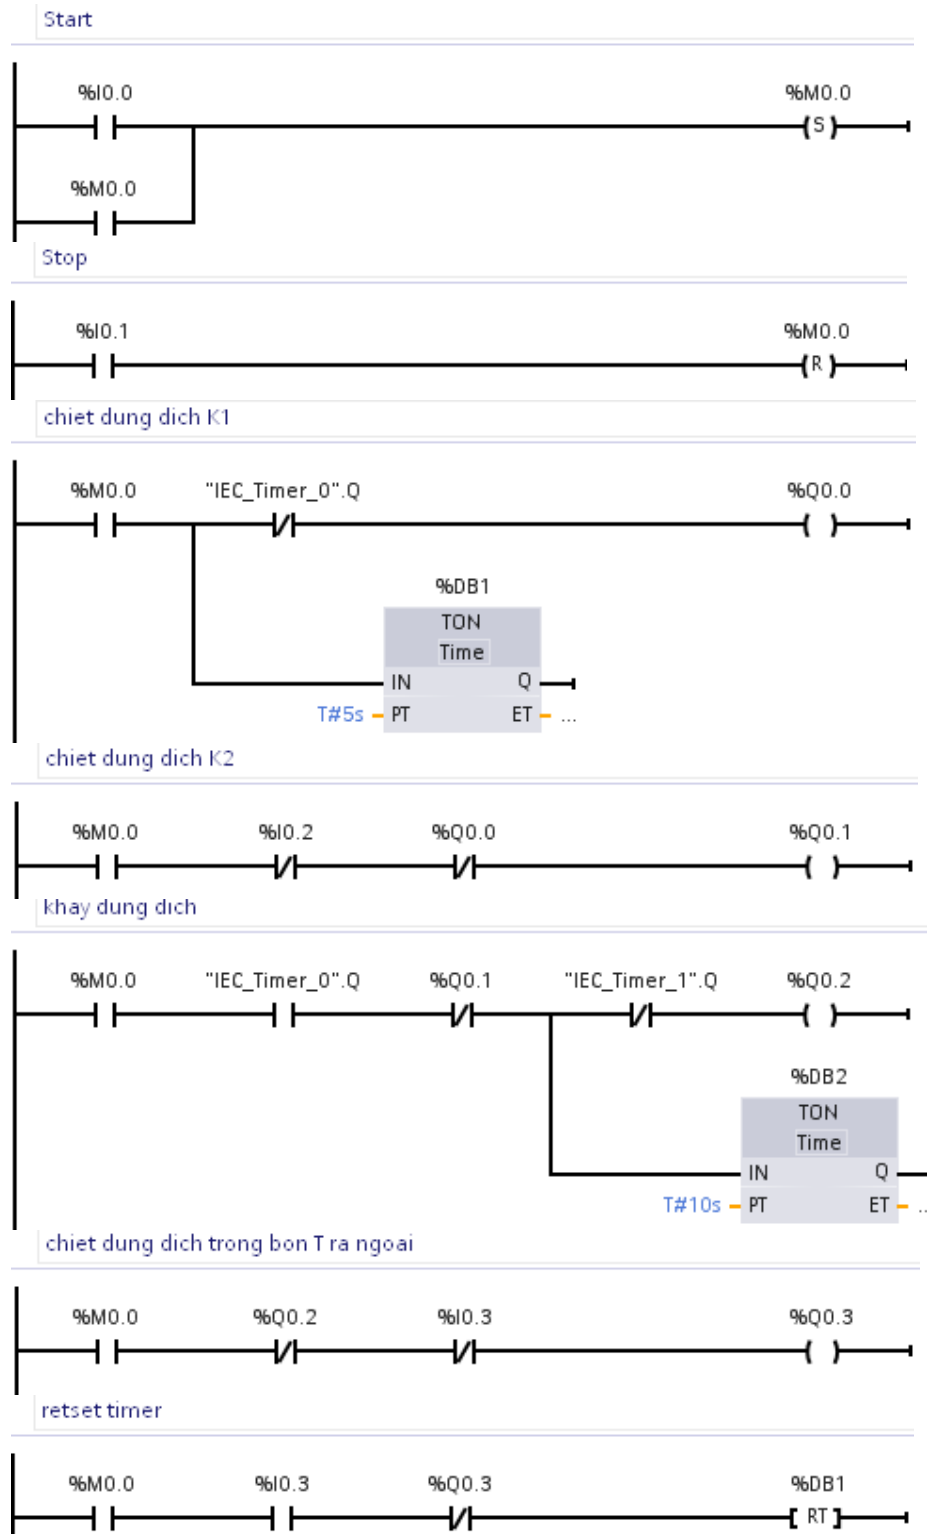 Start
%I0.0 %M0.0
S
%M0.0
Stop
%I0.1 %M0.0
R
chiet dung dich K1
%M0.0 "IEC_Timer_0".Q %Q0.0
%DB1
TON
Time
IN Q
T#5s PT ET ...
chiet dung dich K2
%M0.0 %I0.2 %Q0.0 %Q0.1
khay dung dich
%M0.0 "IEC_Timer_0".Q %Q0.1 "IEC_Timer_1".Q %Q0.2
%DB2
TON
Time
IN Q
T#10s PT ET ..
chiet dung dich trong bon T ra ngoai
%M0.0 %Q0.2 %I0.3 %Q0.3
retset timer
%M0.0 %I0.3 %Q0.3 %DB1
RT